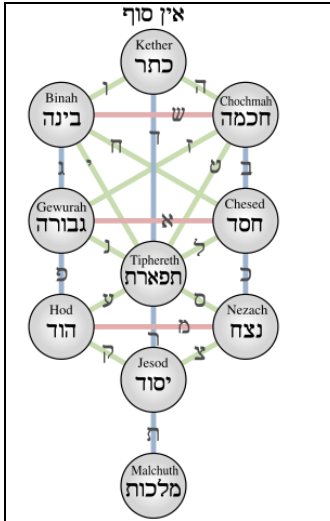 אין סוף
Kether
כתר
ו
ה
Binah
בינה
Chochmah
חכמה
ש
ד
ח
ז
ג
י
ט
ב
Gewurah
גבורה
Chesed
חסד
א
נ
ל
Tiphereth
תפארת
פ
כ
Hod
הוד
Nezach
נצח
ע
ס
מ
ר
ק
צ
Jesod
יסוד
ת
Malchuth
מלכות